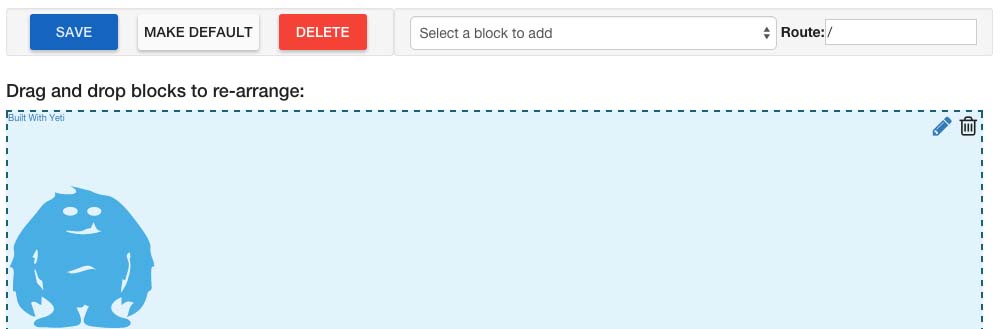 SAVE MAKE DEFAULT DELETE Select a block to add Route: /
Drag and drop blocks to re-arrange:
Built With Yeti